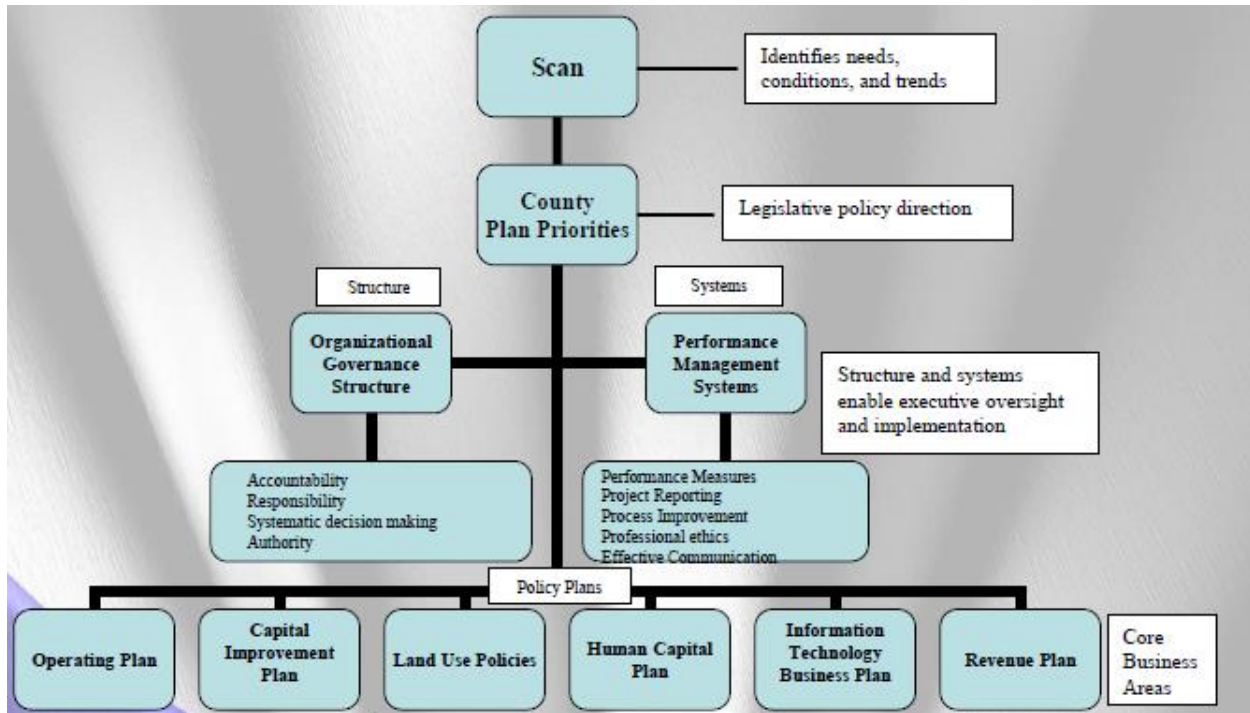 Scan
Identifies needs,
conditions, and trends
County
Plan Priorities
Legislative policy direction
Structure
Systems
Organizational
Governance
Structure
Performance
Management
Systems
Structure and systems
enable executive oversight
and implementation
Accountability
Responsibility
Systematic decision making
Authority
Performance Measures
Project Reporting
Process Improvement
Professional ethics
Effective Communication
Policy Plans
Operating Plan
Capital
Improvement
Plan
Land Use Policies
Human Capital
Plan
Information
Technology
Business Plan
Revenue Plan
Core
Business
Areas